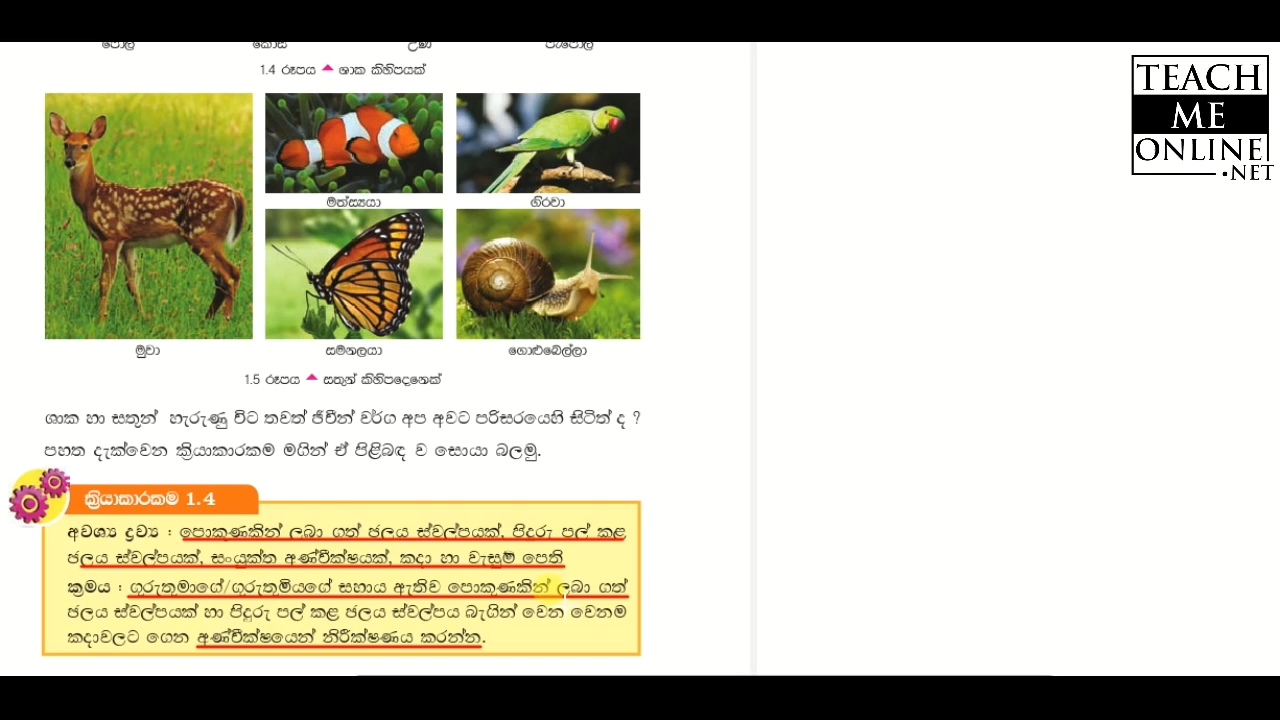 පොල් කොස් උණ පැපොල්
1.4 රූපය ▲ ශාක කිහිපයක්
මත්ස්‍යයා ගිරවා
මුවා සමනලයා ගොළුබෙල්ලා
1.5 රූපය ▲ සතුන් කිහිපදෙනෙක්
ශාක හා සතුන් හැරුණු විට තවත් ජීවීන් වර්ග අප අවට පරිසරයෙහි සිටිත් ද ?
පහත දැක්වෙන ක්‍රියාකාරකම මගින් ඒ පිළිබඳ ව සොයා බලමු.
ක්‍රියාකාරකම 1.4
අවශ්‍ය ද්‍රව්‍ය : පොකුණකින් ලබා ගත් ජලය ස්වල්පයක්, පිදුරු පල් කළ
ජලය ස්වල්පයක්, සංයුක්ත අණ්වීක්ෂයක්, කදා හා වැසුම් පෙති
ක්‍රමය : ගුරුතුමාගේ/ගුරුතුමියගේ සහාය ඇතිව පොකුණකින් ලබා ගත්
ජලය ස්වල්පයක් හා පිදුරු පල් කළ ජලය ස්වල්පය බැගින් වෙන වෙනම
කදාවලට ගෙන අණ්වීක්ෂයෙන් නිරීක්ෂණය කරන්න.
TEACH
ME
ONLINE
.NET